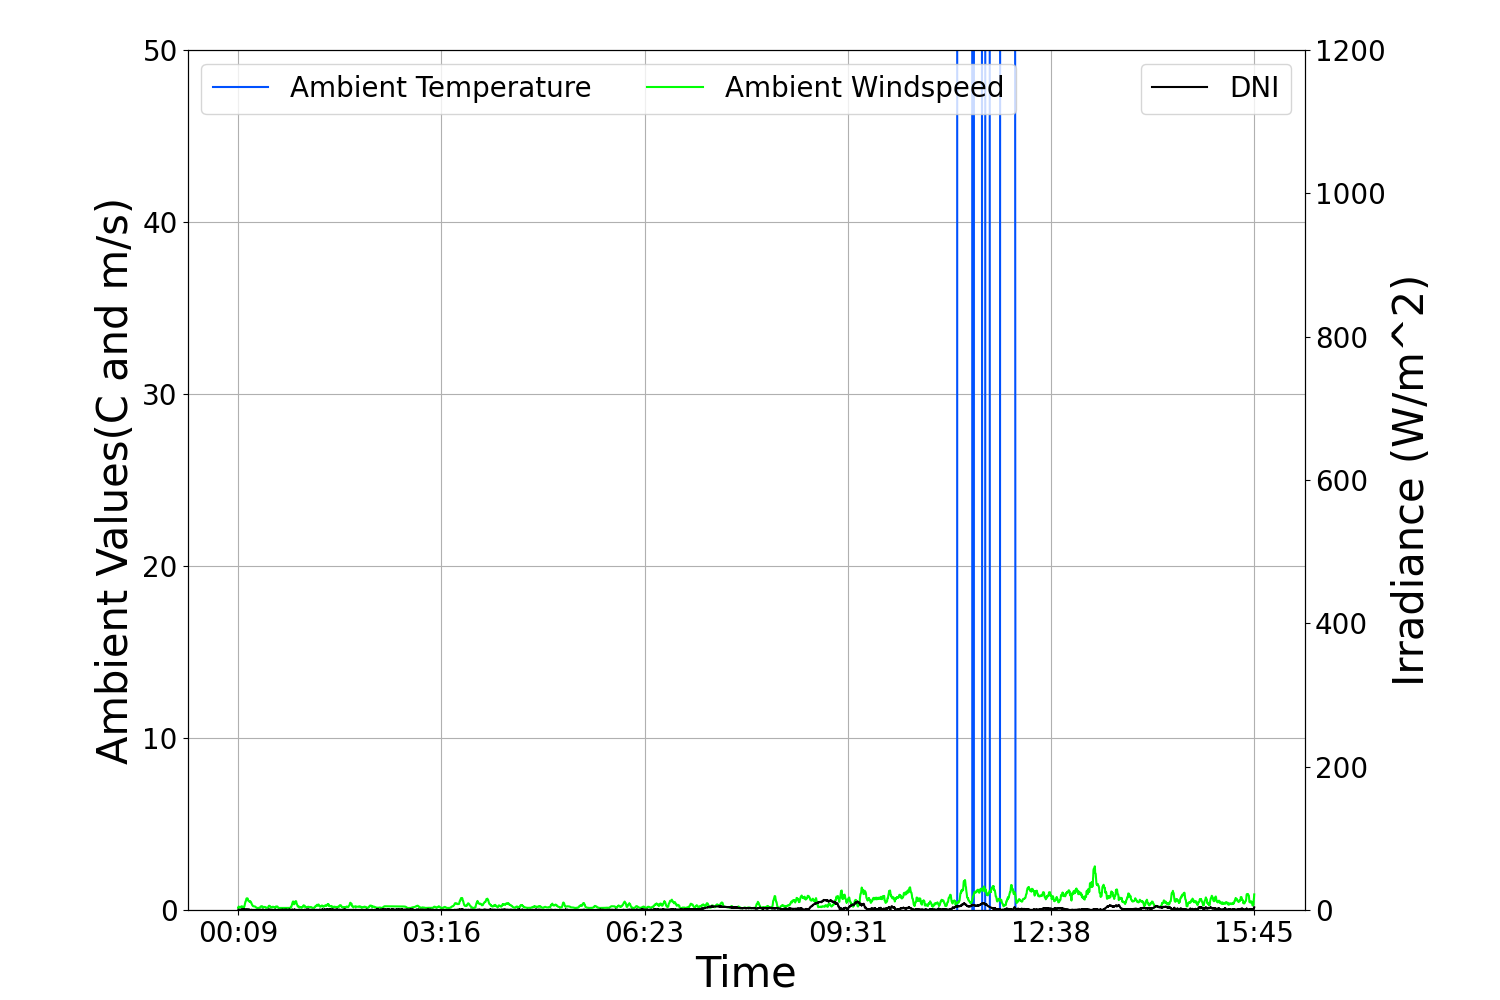 50
40
30
20
10
0
Ambient Values(C and m/s)
Ambient Temperature
Ambient Windspeed
DNI
1200
1000
800
600
400
200
0
Irradiance (W/m^2)
00:09 03:16 06:23 09:31 12:38 15:45
Time